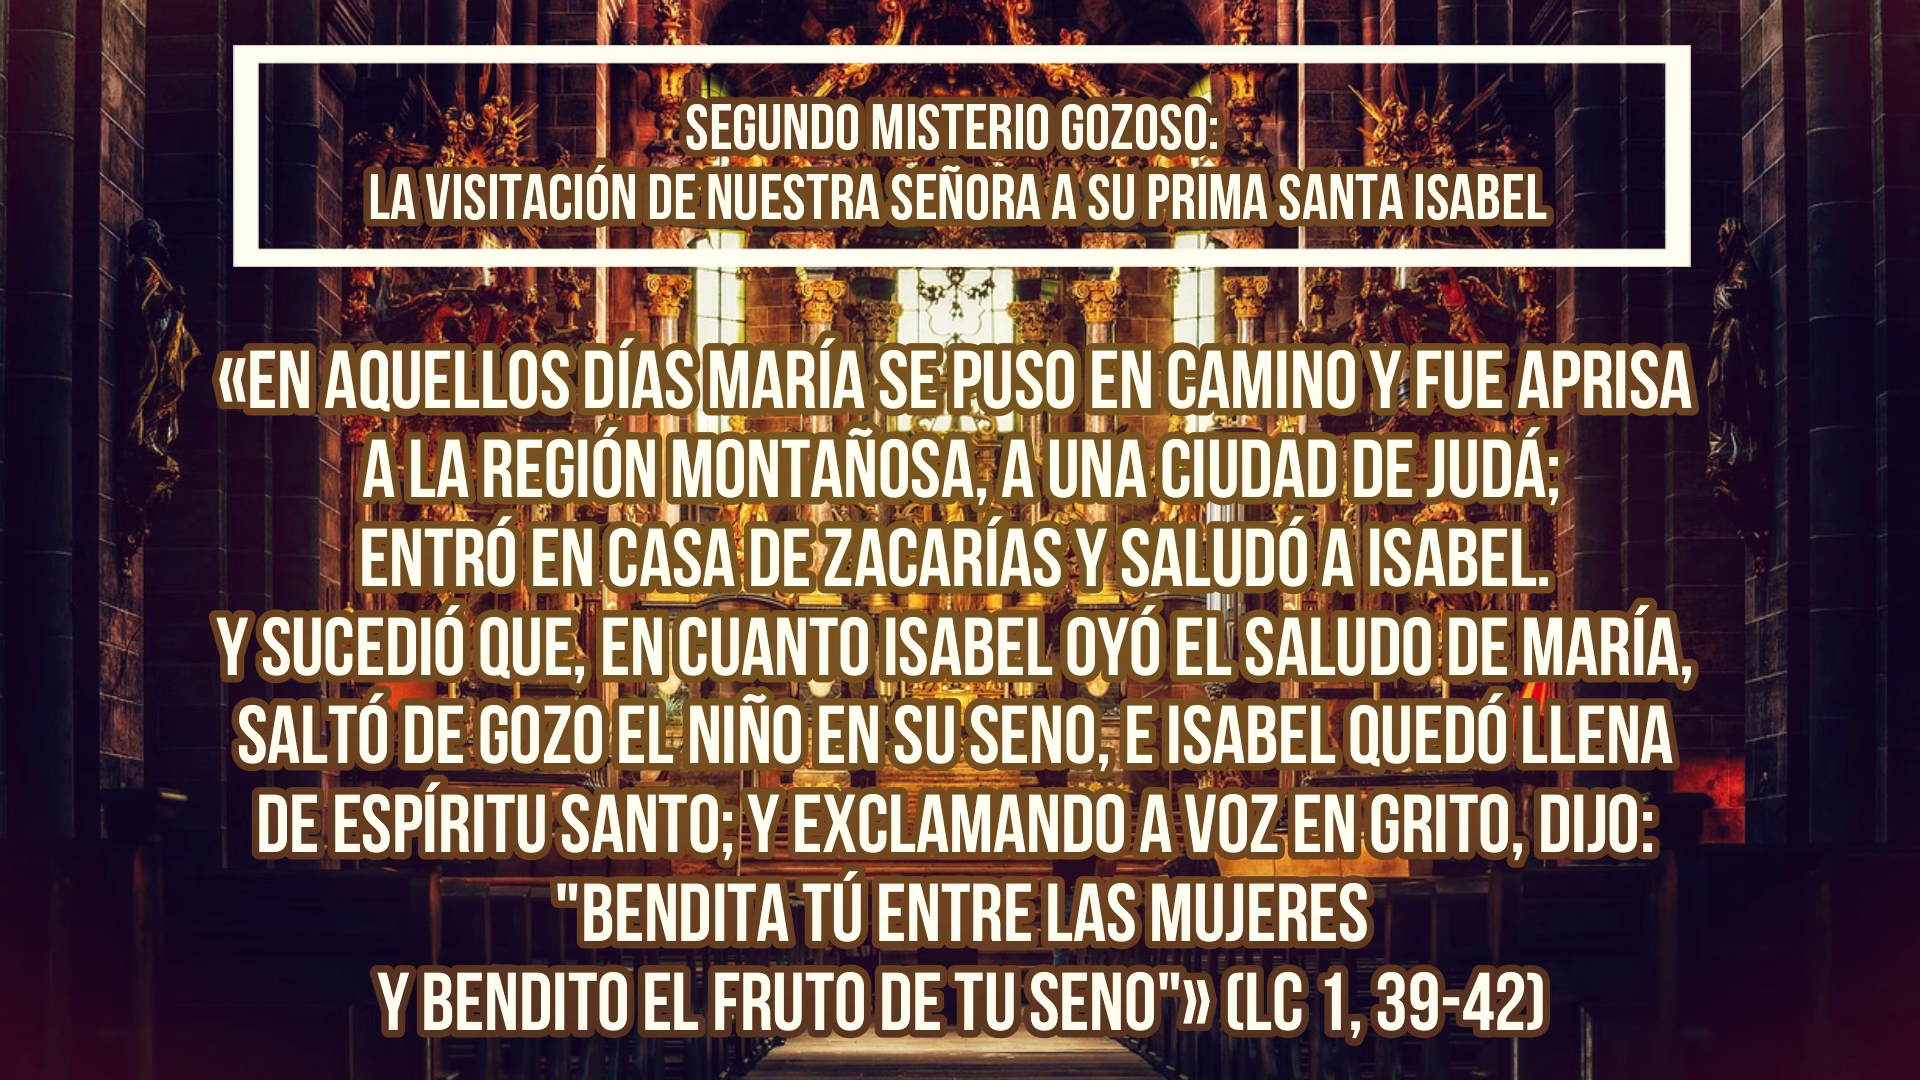 SEGUNDO MISTERIO GOZOSO:
LA VISITACIÓN DE NUESTRA SEÑORA A SU PRIMA SANTA ISABEL
«EN AQUELLOS DÍAS MARÍA SE PUSO EN CAMINO Y FUE APRISA
A LA REGIÓN MONTAÑOSA, A UNA CIUDAD DE JUDÁ;
ENTRÓ EN CASA DE ZACARÍAS Y SALUDÓ A ISABEL.
Y SUCEDIÓ QUE, EN CUANTO ISABEL OYÓ EL SALUDO DE MARÍA,
SALTÓ DE GOZO EL NIÑO EN SU SENO, E ISABEL QUEDÓ LLENA
DE ESPÍRITU SANTO; Y EXCLAMANDO A VOZ EN GRITO, DIJO:
"BENDITA TÚ ENTRE LAS MUJERES
Y BENDITO EL FRUTO DE TU SENO"» (LC 1, 39-42)